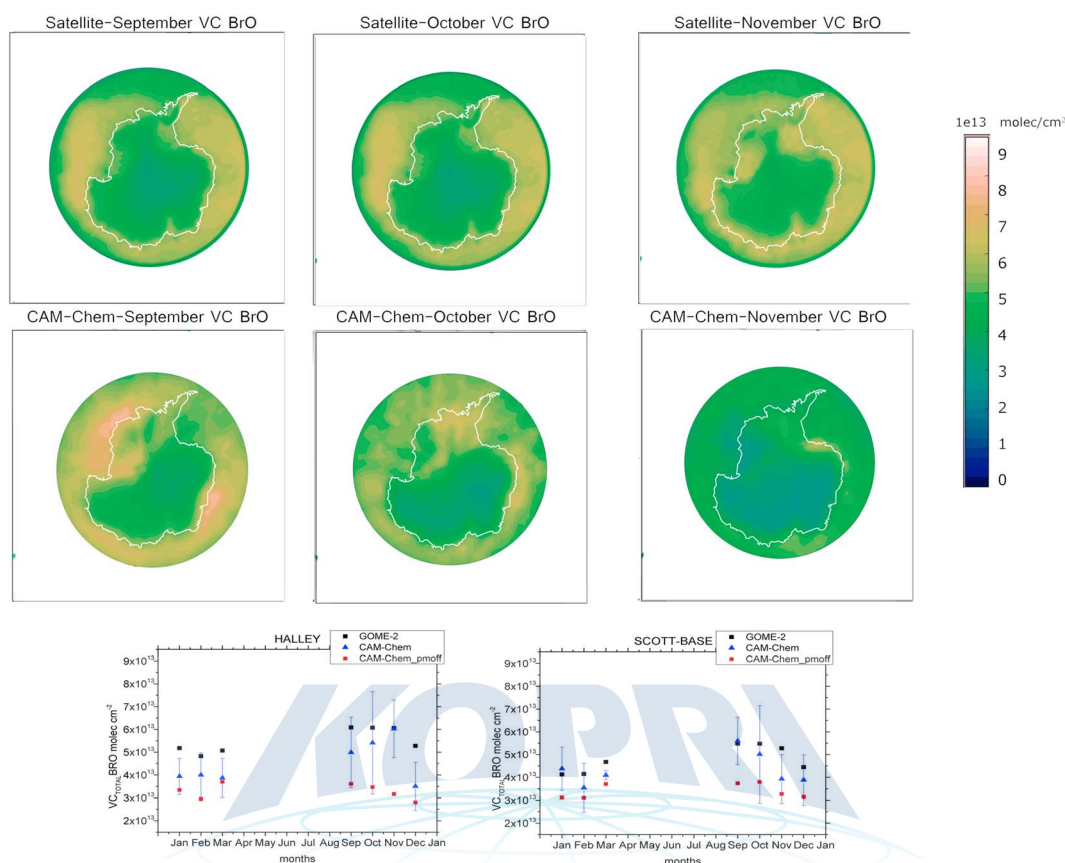 Satellite-September VC BrO
Satellite-October VC BrO
Satellite-November VC BrO
1e13 molec/cm²
9
8
7
6
5
4
3
2
1
0
CAM-Chem-September VC BrO
CAM-Chem-October VC BrO
CAM-Chem-November VC BrO
HALLEY
GOME-2
CAM-Chem
CAM-Chem_pmoff
9x10¹³
8x10¹³
7x10¹³
6x10¹³
5x10¹³
4x10¹³
3x10¹³
2x10¹³
VC_TOTAL BRO molec cm⁻²
Jan Feb Mar Apr May Jun Jul Aug Sep Oct Nov Dec Jan
months
SCOTT-BASE
GOME-2
CAM-Chem
CAM-Chem_pmoff
9x10¹³
8x10¹³
7x10¹³
6x10¹³
5x10¹³
4x10¹³
3x10¹³
2x10¹³
VC_TOTAL BRO molec cm⁻²
Jan Feb Mar Apr May Jun Jul Aug Sep Oct Nov Dec Jan
months
KOPRI